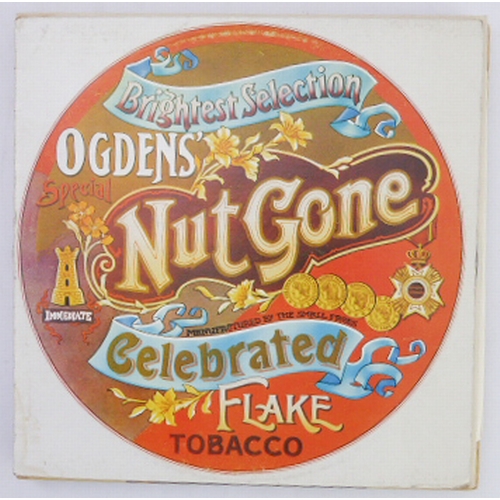 Brightest Selection
OGDENS'
Special
Nut Gone
IMMEDIATE
MANUFACTURED BY THE SMALL FACES
Celebrated
FLAKE
TOBACCO